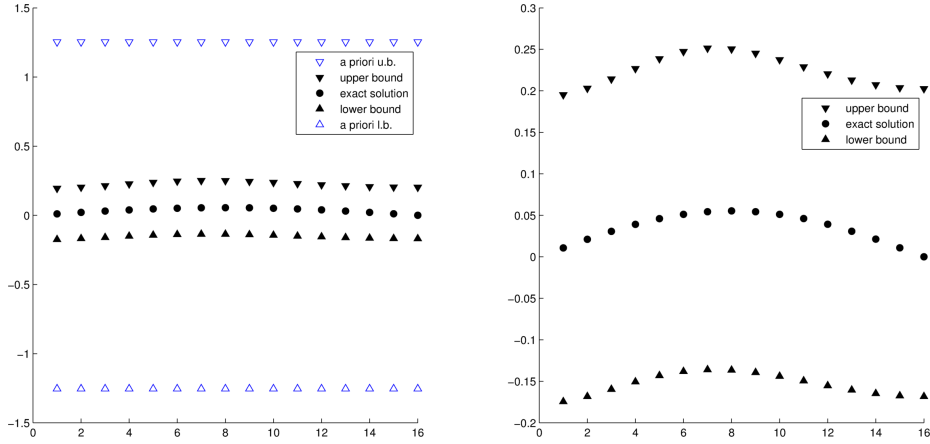 1.5
1
0.5
0
−0.5
−1
−1.5
0 2 4 6 8 10 12 14 16
a priori u.b.
upper bound
exact solution
lower bound
a priori l.b.
0.3
0.25
0.2
0.15
0.1
0.05
0
−0.05
−0.1
−0.15
−0.2
0 2 4 6 8 10 12 14 16
upper bound
exact solution
lower bound